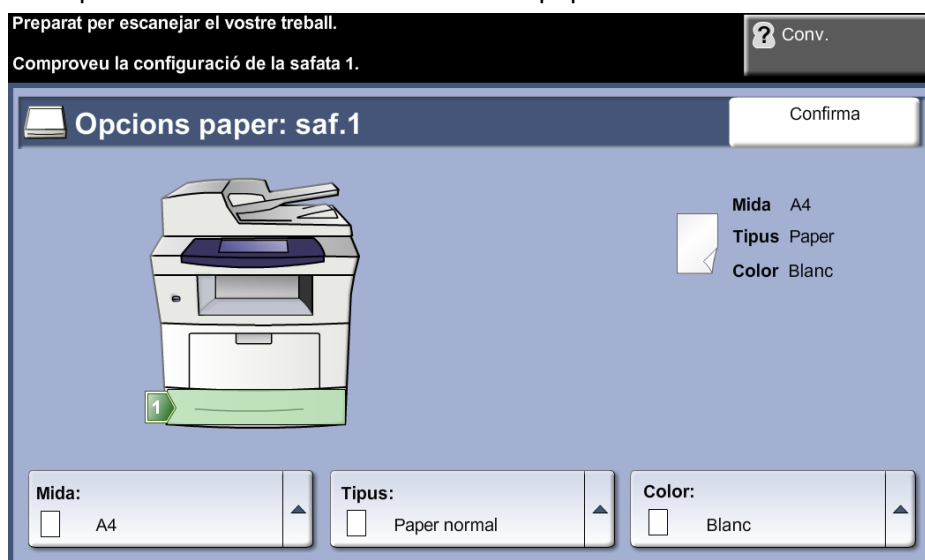 Preparat per escanejar el vostre treball.
Conv.
Comproveu la configuració de la safata 1.
Opcions paper: saf.1
Confirma
Mida A4
Tipus Paper
Color Blanc
1
Mida:
A4
Tipus:
Paper normal
Color:
Blanc